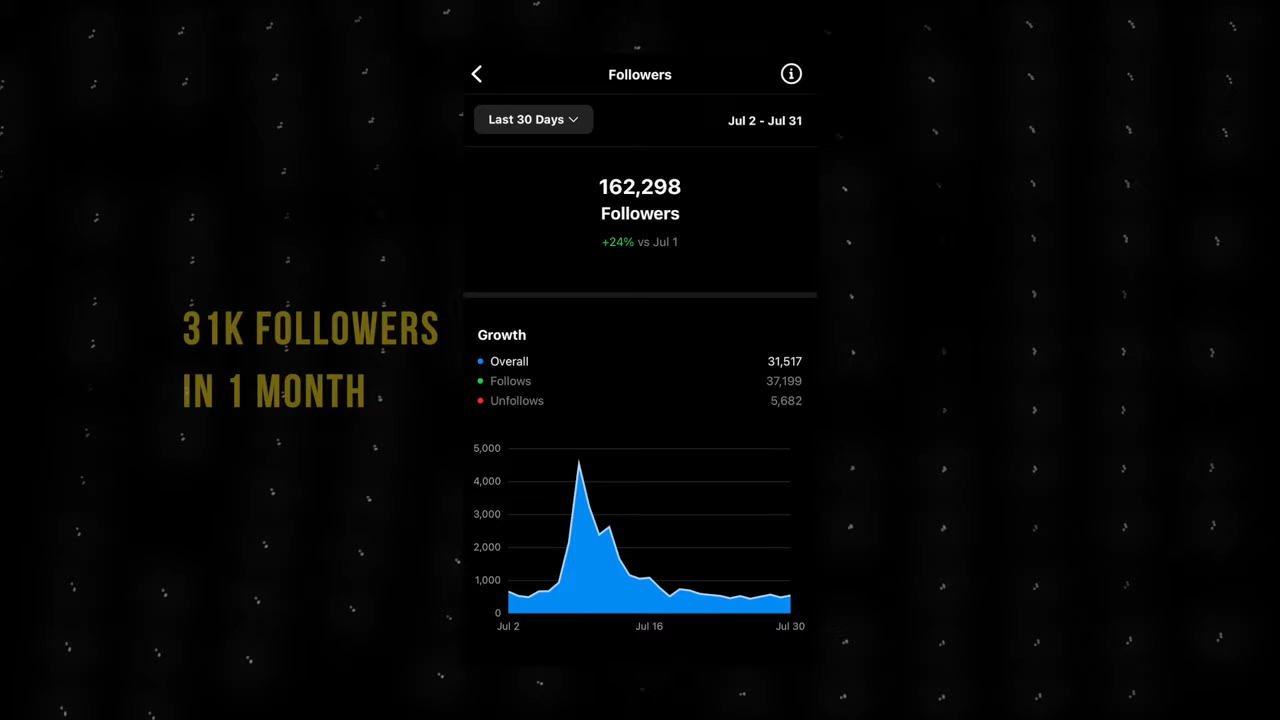 Followers
Last 30 Days
Jul 2 - Jul 31
162,298
Followers
+24% vs Jul 1
31K FOLLOWERS
IN 1 MONTH
Growth
Overall 31,517
Follows 37,199
Unfollows 5,682
5,000
4,000
3,000
2,000
1,000
0
Jul 2 Jul 16 Jul 30